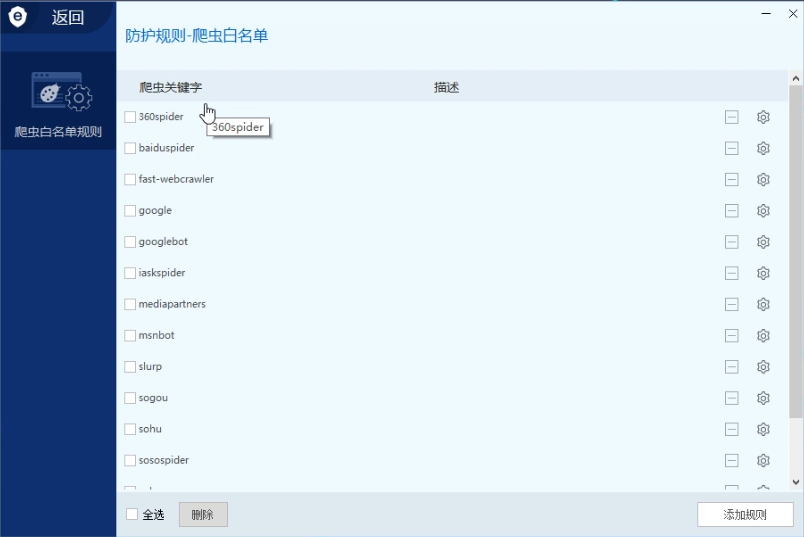 e 返回
防护规则-爬虫白名单
爬虫白名单规则
爬虫关键字 描述
360spider
360spider
baiduspider
fast-webcrawler
google
googlebot
iaskspider
mediapartners
msnbot
slurp
sogou
sohu
sosospider
全选 删除 添加规则